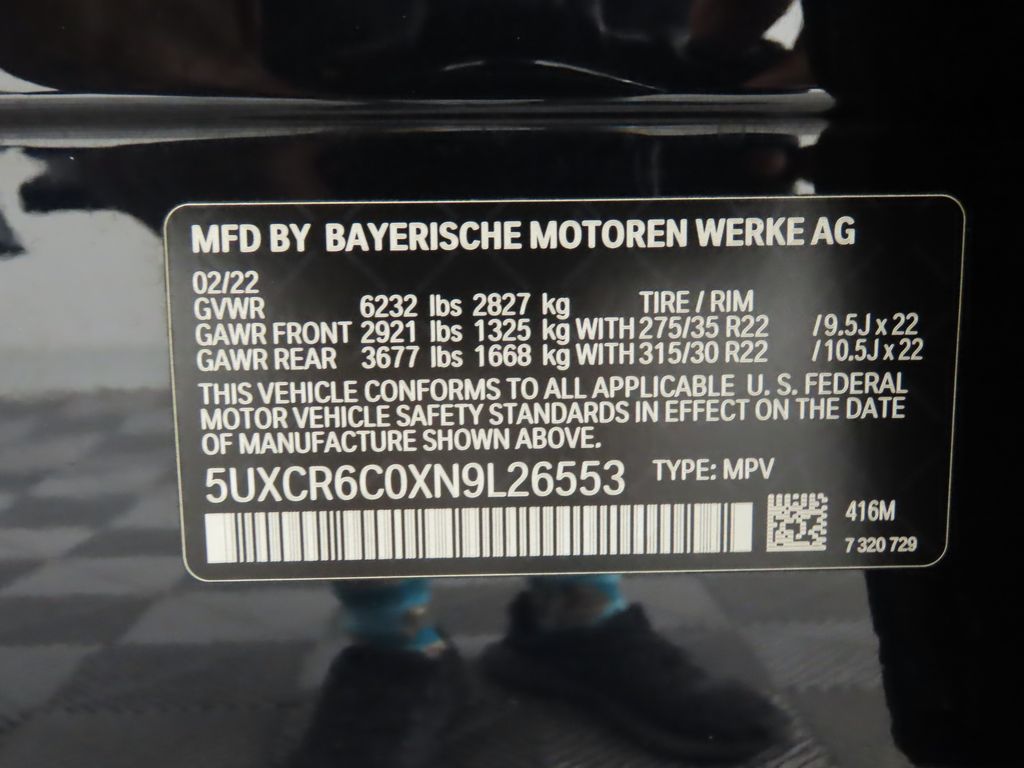 MFD BY BAYERISCHE MOTOREN WERKE AG
02/22
GVWR 6232 lbs 2827 kg TIRE / RIM
GAWR FRONT 2921 lbs 1325 kg WITH 275/35 R22 /9.5J x 22
GAWR REAR 3677 lbs 1668 kg WITH 315/30 R22 /10.5J x 22
THIS VEHICLE CONFORMS TO ALL APPLICABLE U. S. FEDERAL
MOTOR VEHICLE SAFETY STANDARDS IN EFFECT ON THE DATE
OF MANUFACTURE SHOWN ABOVE.
5UXCR6C0XN9L26553 TYPE: MPV
416M
7 320 729